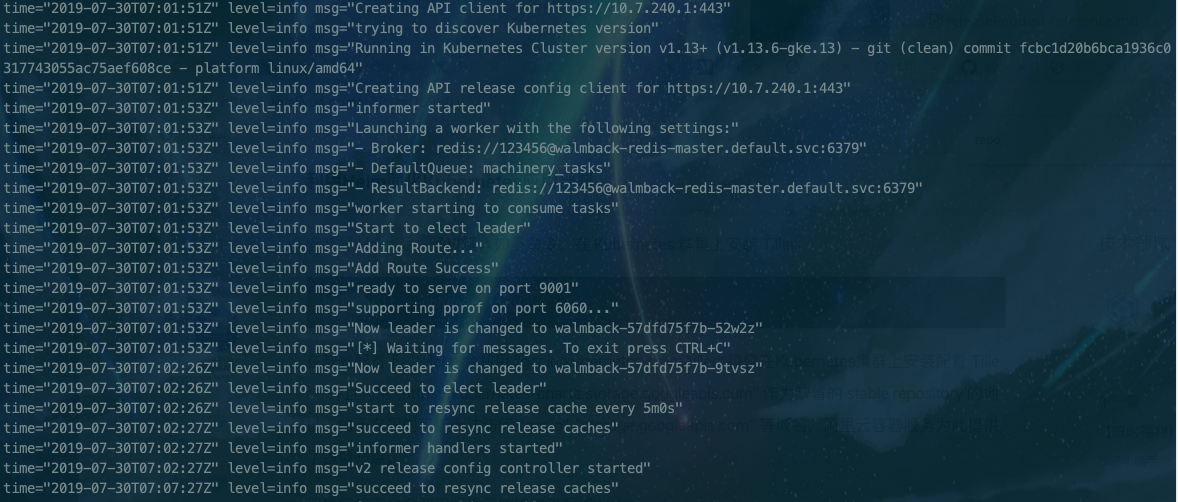 time="2019-07-30T07:01:51Z" level=info msg="Creating API client for https://10.7.240.1:443"
time="2019-07-30T07:01:51Z" level=info msg="trying to discover Kubernetes version"
time="2019-07-30T07:01:51Z" level=info msg="Running in Kubernetes Cluster version v1.13+ (v1.13.6-gke.13) - git (clean) commit fcbc1d20b6bca1936c0
317743055ac75aef608ce - platform linux/amd64"
time="2019-07-30T07:01:51Z" level=info msg="Creating API release config client for https://10.7.240.1:443"
time="2019-07-30T07:01:53Z" level=info msg="informer started"
time="2019-07-30T07:01:53Z" level=info msg="Launching a worker with the following settings:"
time="2019-07-30T07:01:53Z" level=info msg="- Broker: redis://123456@walmback-redis-master.default.svc:6379"
time="2019-07-30T07:01:53Z" level=info msg="- DefaultQueue: machinery_tasks"
time="2019-07-30T07:01:53Z" level=info msg="- ResultBackend: redis://123456@walmback-redis-master.default.svc:6379"
time="2019-07-30T07:01:53Z" level=info msg="worker starting to consume tasks"
time="2019-07-30T07:01:53Z" level=info msg="Start to elect leader"
time="2019-07-30T07:01:53Z" level=info msg="Adding Route..."
time="2019-07-30T07:01:53Z" level=info msg="Add Route Success"
time="2019-07-30T07:01:53Z" level=info msg="ready to serve on port 9001"
time="2019-07-30T07:01:53Z" level=info msg="supporting pprof on port 6060..."
time="2019-07-30T07:01:53Z" level=info msg="Now leader is changed to walmback-57dfd75f7b-52w2z"
time="2019-07-30T07:01:53Z" level=info msg="[*] Waiting for messages. To exit press CTRL+C"
time="2019-07-30T07:02:26Z" level=info msg="Now leader is changed to walmback-57dfd75f7b-9tvsz"
time="2019-07-30T07:02:26Z" level=info msg="Succeed to elect leader"
time="2019-07-30T07:02:26Z" level=info msg="start to resync release cache every 5m0s"
time="2019-07-30T07:02:27Z" level=info msg="succeed to resync release caches"
time="2019-07-30T07:02:27Z" level=info msg="informer handlers started"
time="2019-07-30T07:02:27Z" level=info msg="v2 release config controller started"
time="2019-07-30T07:07:27Z" level=info msg="succeed to resync release caches"